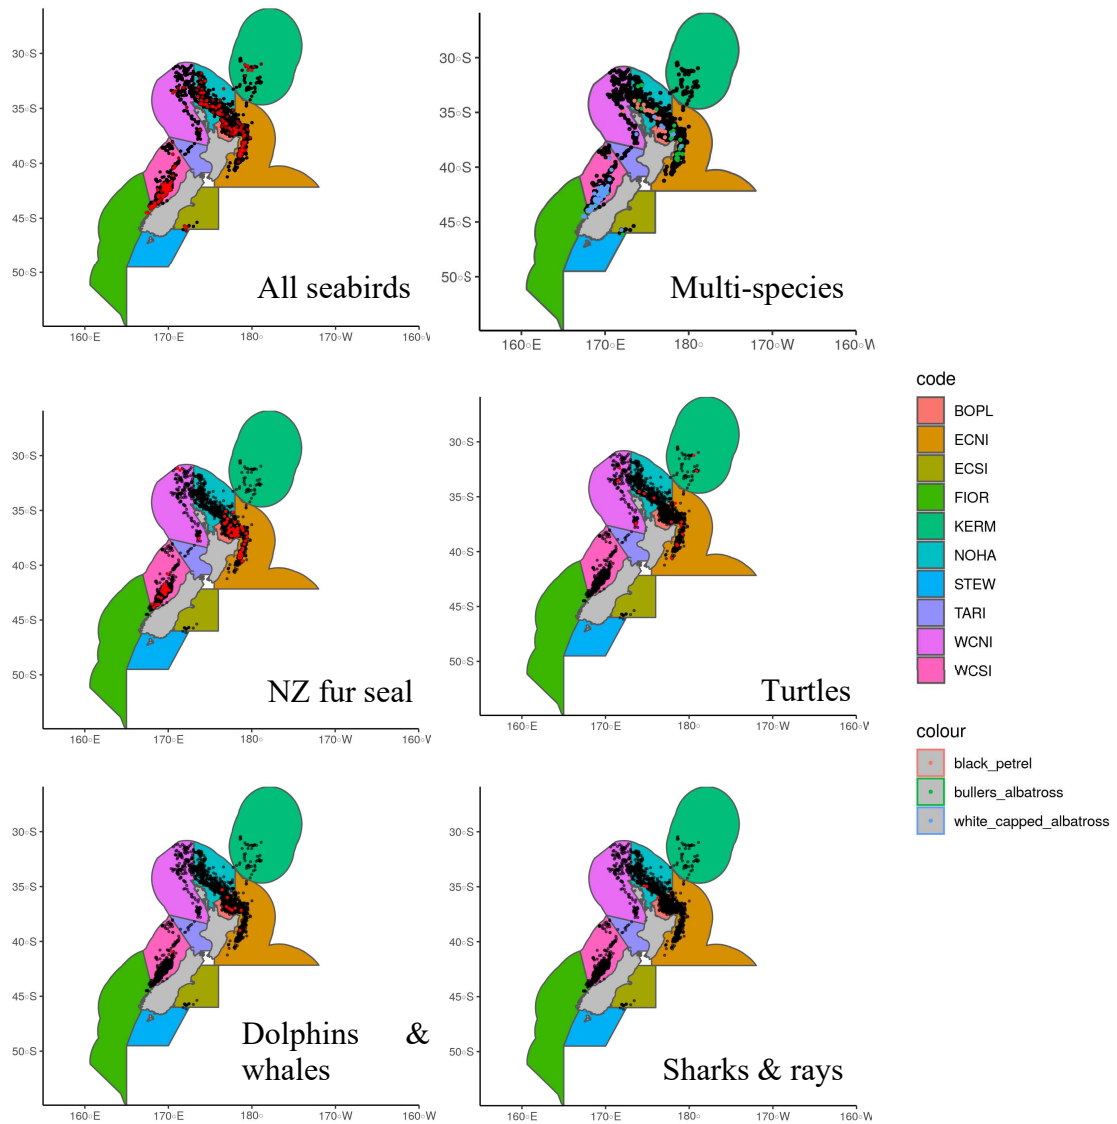 30°S
35°S
40°S
45°S
50°S
160°E
170°E
180°
170°W
160°W
All seabirds
30°S
35°S
40°S
45°S
50°S
160°E
170°E
180°
170°W
160°W
Multi-species
30°S
35°S
40°S
45°S
50°S
160°E
170°E
180°
170°W
160°W
NZ fur seal
30°S
35°S
40°S
45°S
50°S
160°E
170°E
180°
170°W
160°W
Turtles
30°S
35°S
40°S
45°S
50°S
160°E
170°E
180°
170°W
160°W
Dolphins &
whales
30°S
35°S
40°S
45°S
50°S
160°E
170°E
180°
170°W
160°W
Sharks & rays
code
BOPL
ECNI
ECSI
FIOR
KERM
NOHA
STEW
TARI
WCNI
WCSI
colour
black_petrel
bullers_albatross
white_capped_albatross